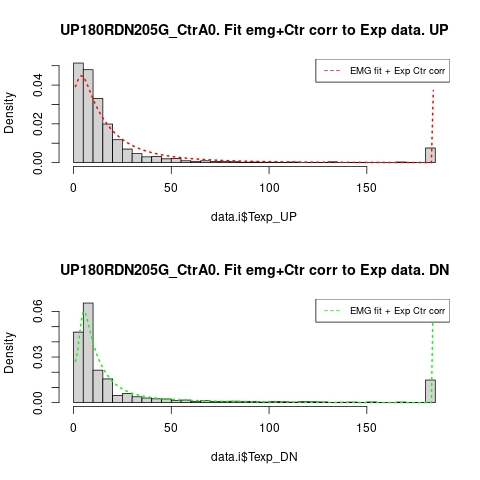 UP180RDN205G_CtrA0. Fit emg+Ctr corr to Exp data. UP
EMG fit + Exp Ctr corr
Density
0.00
0.02
0.04
0
50
100
150
data.i$Texp_UP
UP180RDN205G_CtrA0. Fit emg+Ctr corr to Exp data. DN
EMG fit + Exp Ctr corr
Density
0.00
0.03
0.06
0
50
100
150
data.i$Texp_DN